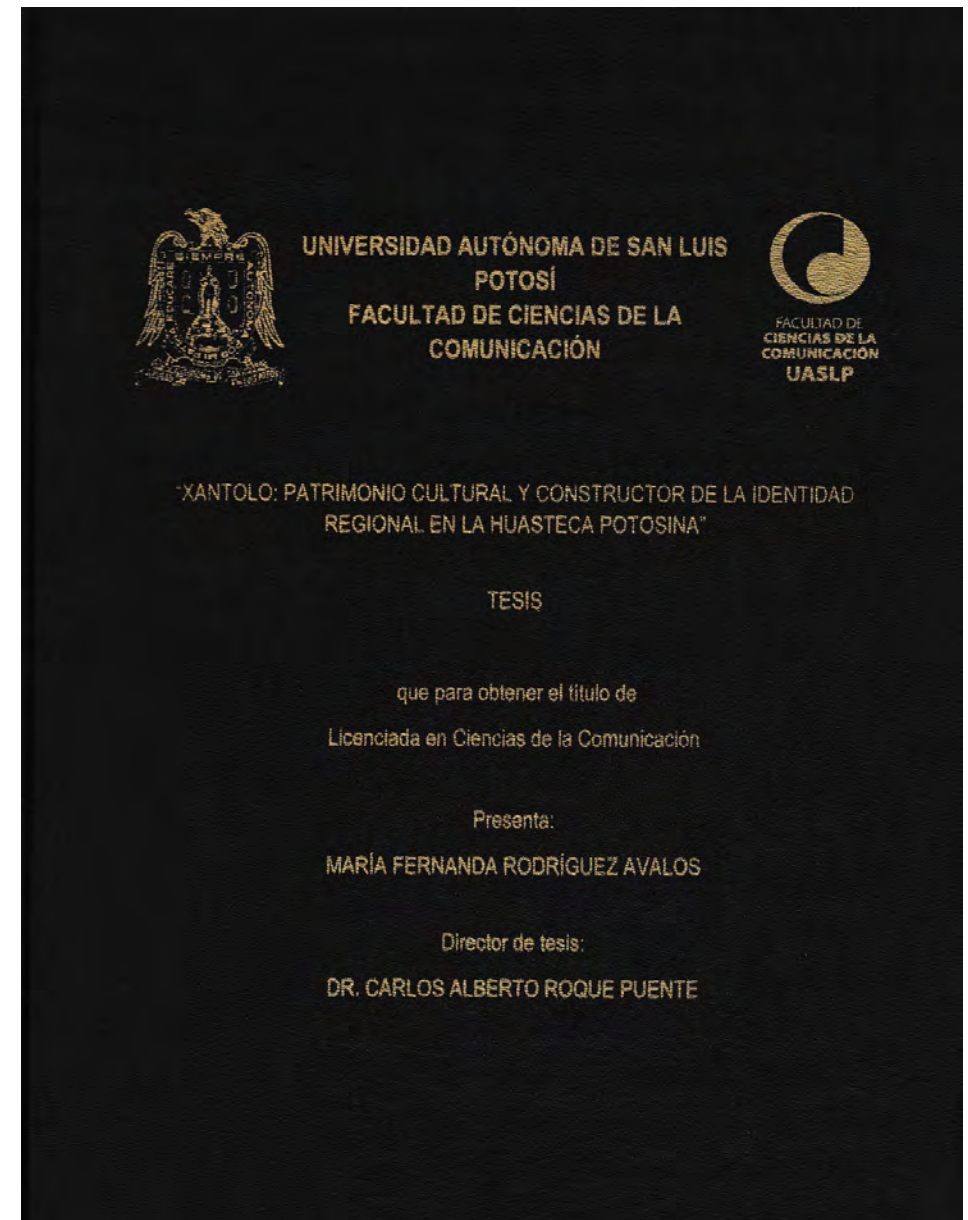 UNIVERSIDAD AUTÓNOMA DE SAN LUIS
POTOSÍ
FACULTAD DE CIENCIAS DE LA
COMUNICACIÓN
SIEMPRE
FACULTAD DE
CIENCIAS DE LA
COMUNICACIÓN
UASLP
"XANTOLO: PATRIMONIO CULTURAL Y CONSTRUCTOR DE LA IDENTIDAD
REGIONAL EN LA HUASTECA POTOSINA"
TESIS
que para obtener el título de
Licenciada en Ciencias de la Comunicación
Presenta:
MARÍA FERNANDA RODRÍGUEZ AVALOS
Director de tesis:
DR. CARLOS ALBERTO ROQUE PUENTE